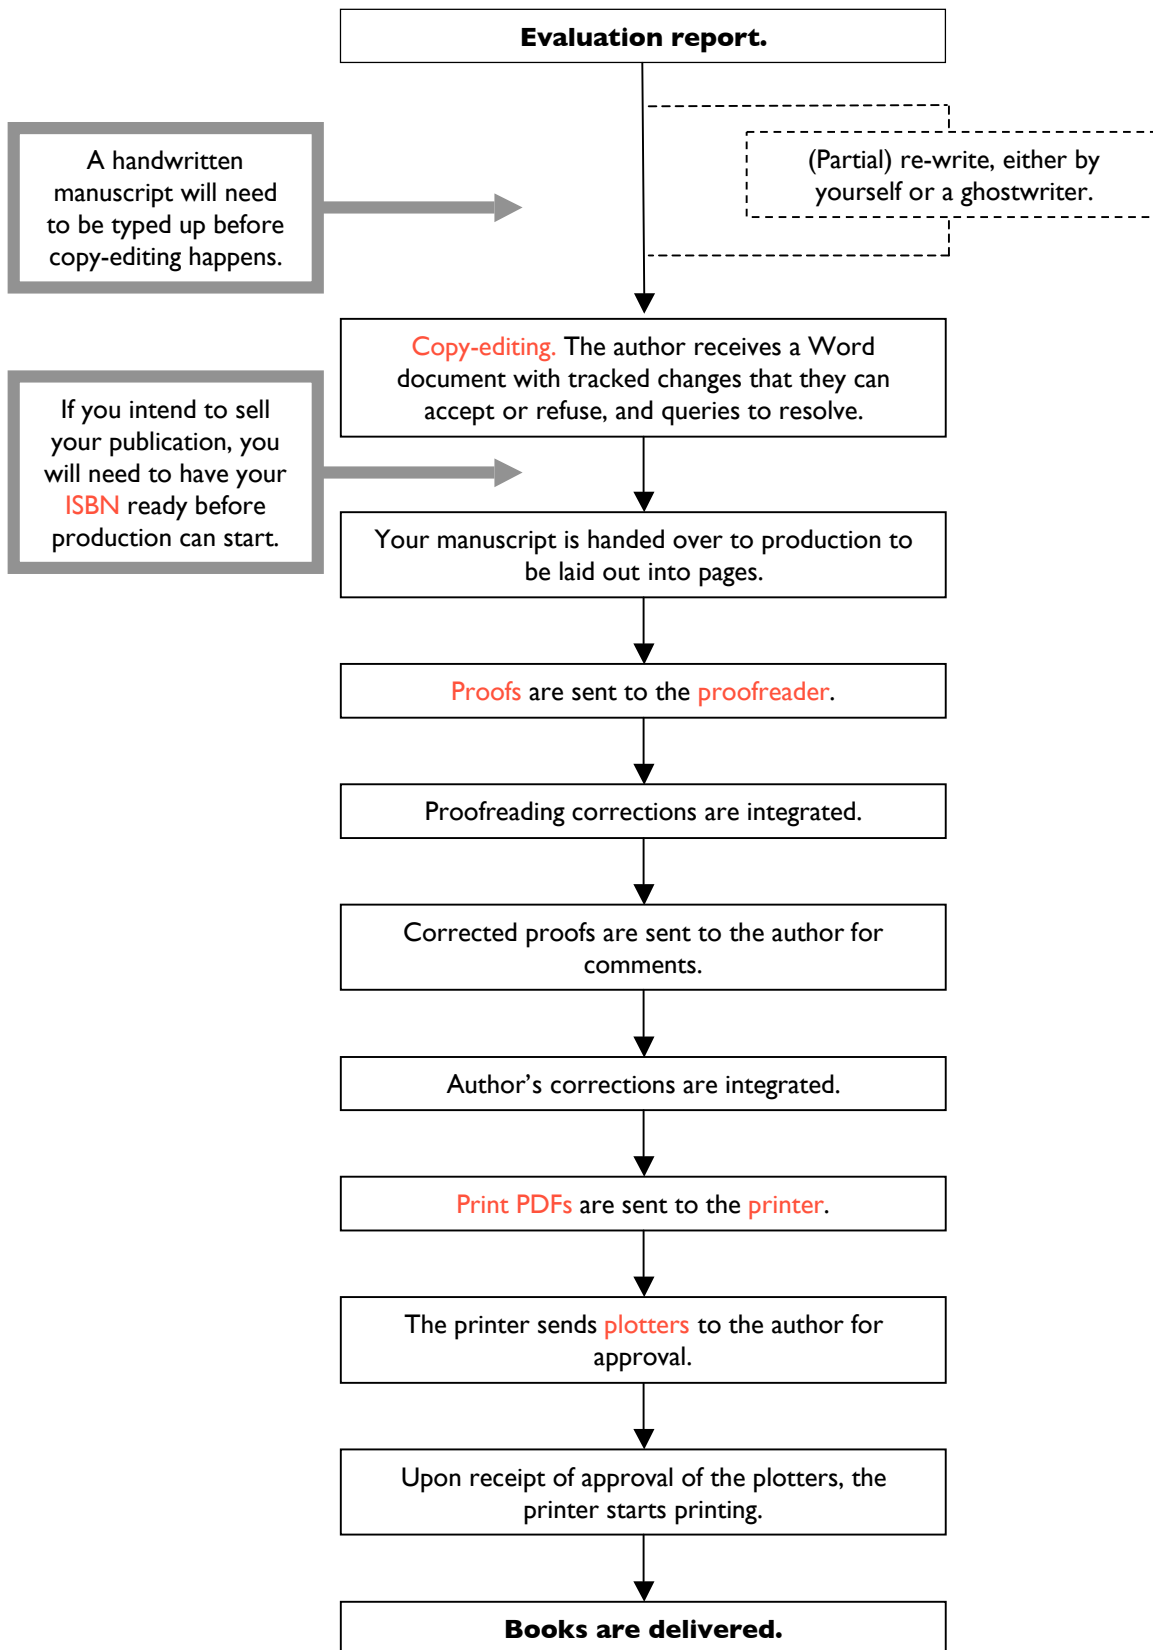 Evaluation report.
A handwritten
manuscript will need
to be typed up before
copy-editing happens.
(Partial) re-write, either by
yourself or a ghostwriter.
Copy-editing. The author receives a Word
document with tracked changes that they can
accept or refuse, and queries to resolve.
If you intend to sell
your publication, you
will need to have your
ISBN ready before
production can start.
Your manuscript is handed over to production to
be laid out into pages.
Proofs are sent to the proofreader.
Proofreading corrections are integrated.
Corrected proofs are sent to the author for
comments.
Author’s corrections are integrated.
Print PDFs are sent to the printer.
The printer sends plotters to the author for
approval.
Upon receipt of approval of the plotters, the
printer starts printing.
Books are delivered.